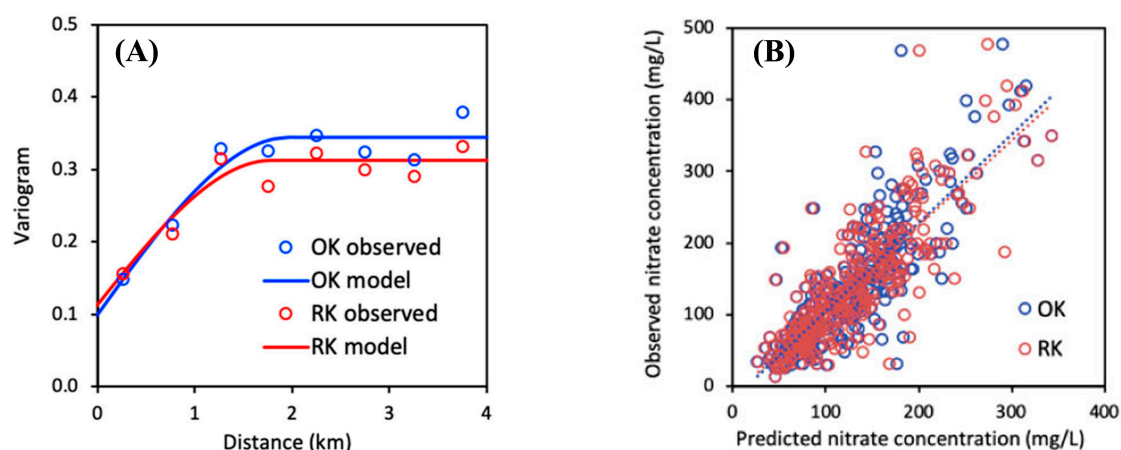 (A)
Variogram
0.5
0.4
0.3
0.2
0.1
0.0
OK observed
OK model
RK observed
RK model
0 1 2 3 4
Distance (km)
(B)
Observed nitrate concentration (mg/L)
500
400
300
200
100
0
OK
RK
0 100 200 300 400
Predicted nitrate concentration (mg/L)